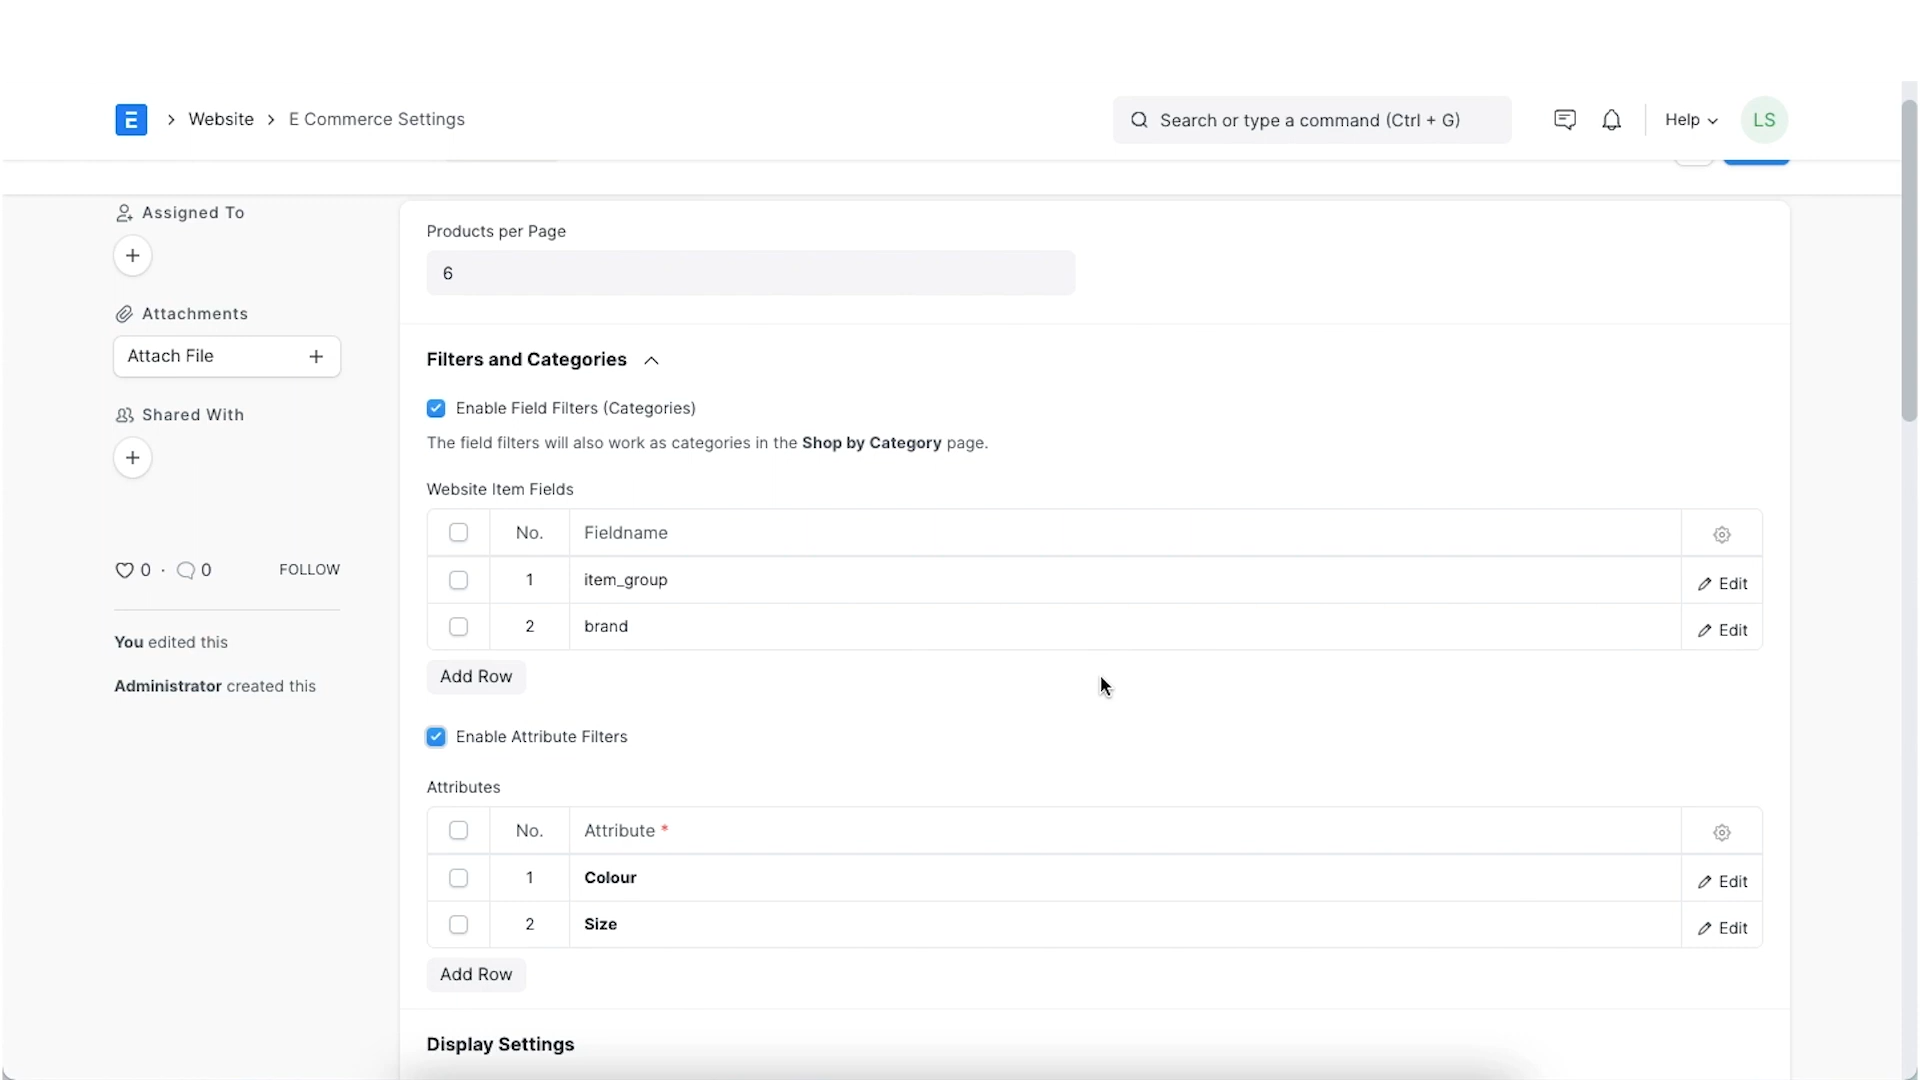 E > Website > E Commerce Settings
Search or type a command (Ctrl + G)
Help
LS
Assigned To
Attachments
Attach File
Shared With
0 · 0 FOLLOW
You edited this
Administrator created this
Products per Page
6
Filters and Categories
Enable Field Filters (Categories)
The field filters will also work as categories in the Shop by Category page.
Website Item Fields
No. Fieldname
1 item_group Edit
2 brand Edit
Add Row
Enable Attribute Filters
Attributes
No. Attribute *
1 Colour Edit
2 Size Edit
Add Row
Display Settings